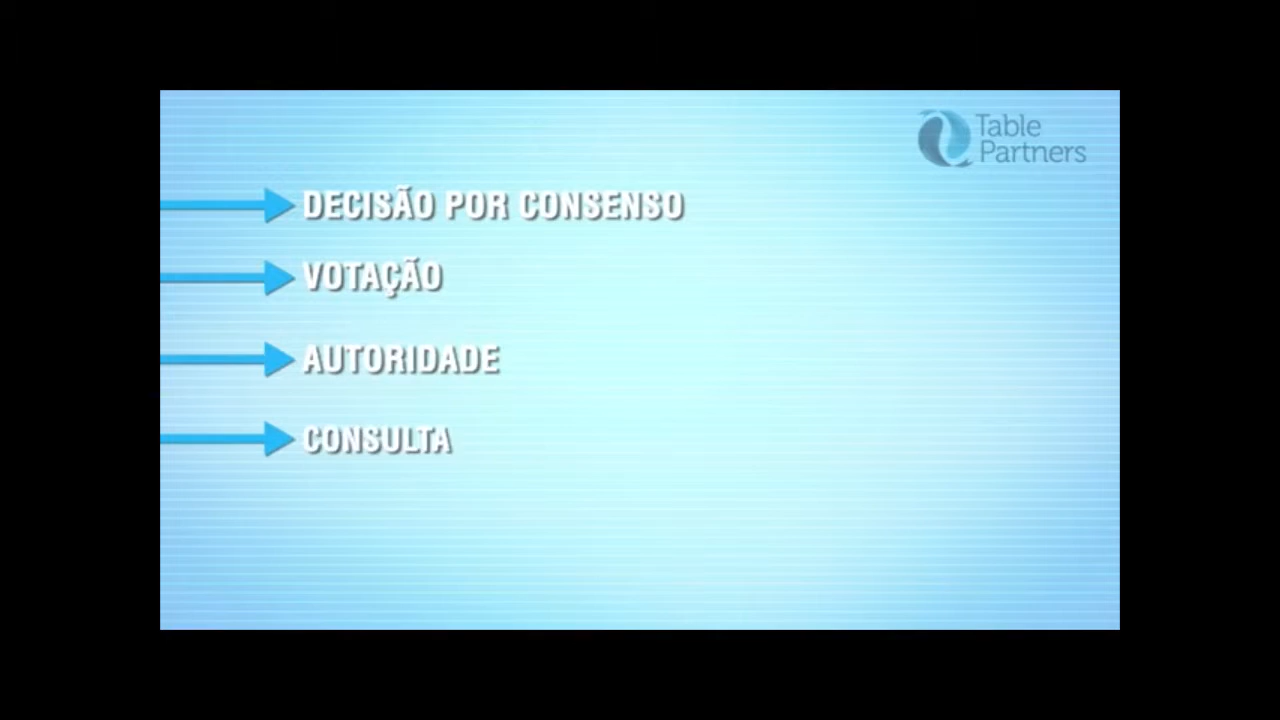 Table
Partners
DECISÃO POR CONSENSO
VOTAÇÃO
AUTORIDADE
CONSULTA